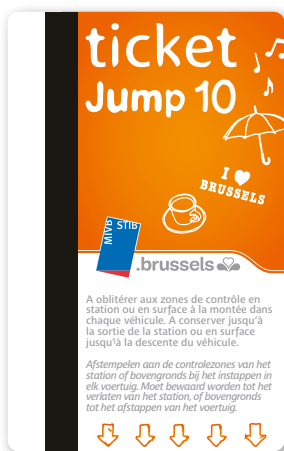 ticket
Jump 10
I
BRUSSELS
MIVB STIB
.brussels
A oblitérer aux zones de contrôle en
station ou en surface à la montée dans
chaque véhicule. A conserver jusqu'à
la sortie de la station ou en surface
jusqu¹à la descente du véhicule.
Afstempelen aan de controlezones van het
station of bovengronds bij het instappen in
elk voertuig. Moet bewaard worden tot het
verlaten van het station, of bovengronds
tot het afstappen van het voertuig.